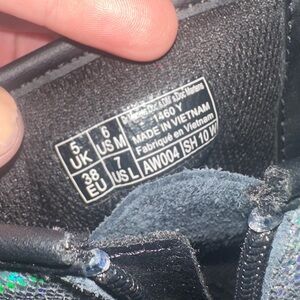 5 UK
6 US M
38 EU
7 US L
1460 Y
MADE IN VIETNAM
Fabriqué en Vietnam
AW004
SH 10 W